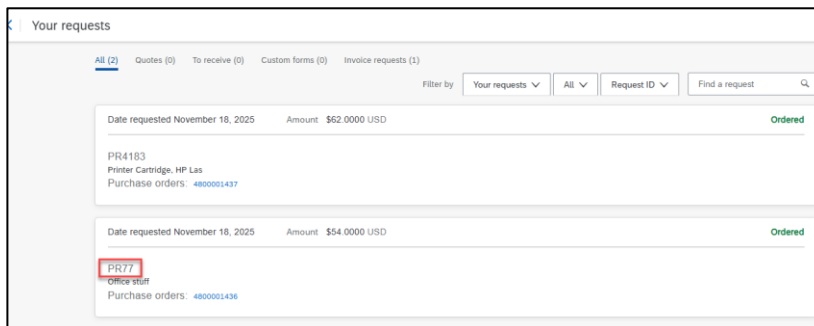 Your requests
All (2) Quotes (0) To receive (0) Custom forms (0) Invoice requests (1)
Filter by Your requests All Request ID Find a request
Date requested November 18, 2025 Amount $62.0000 USD Ordered
PR4183
Printer Cartridge, HP Las
Purchase orders: 4800001437
Date requested November 18, 2025 Amount $54.0000 USD Ordered
PR77
Office stuff
Purchase orders: 4800001436